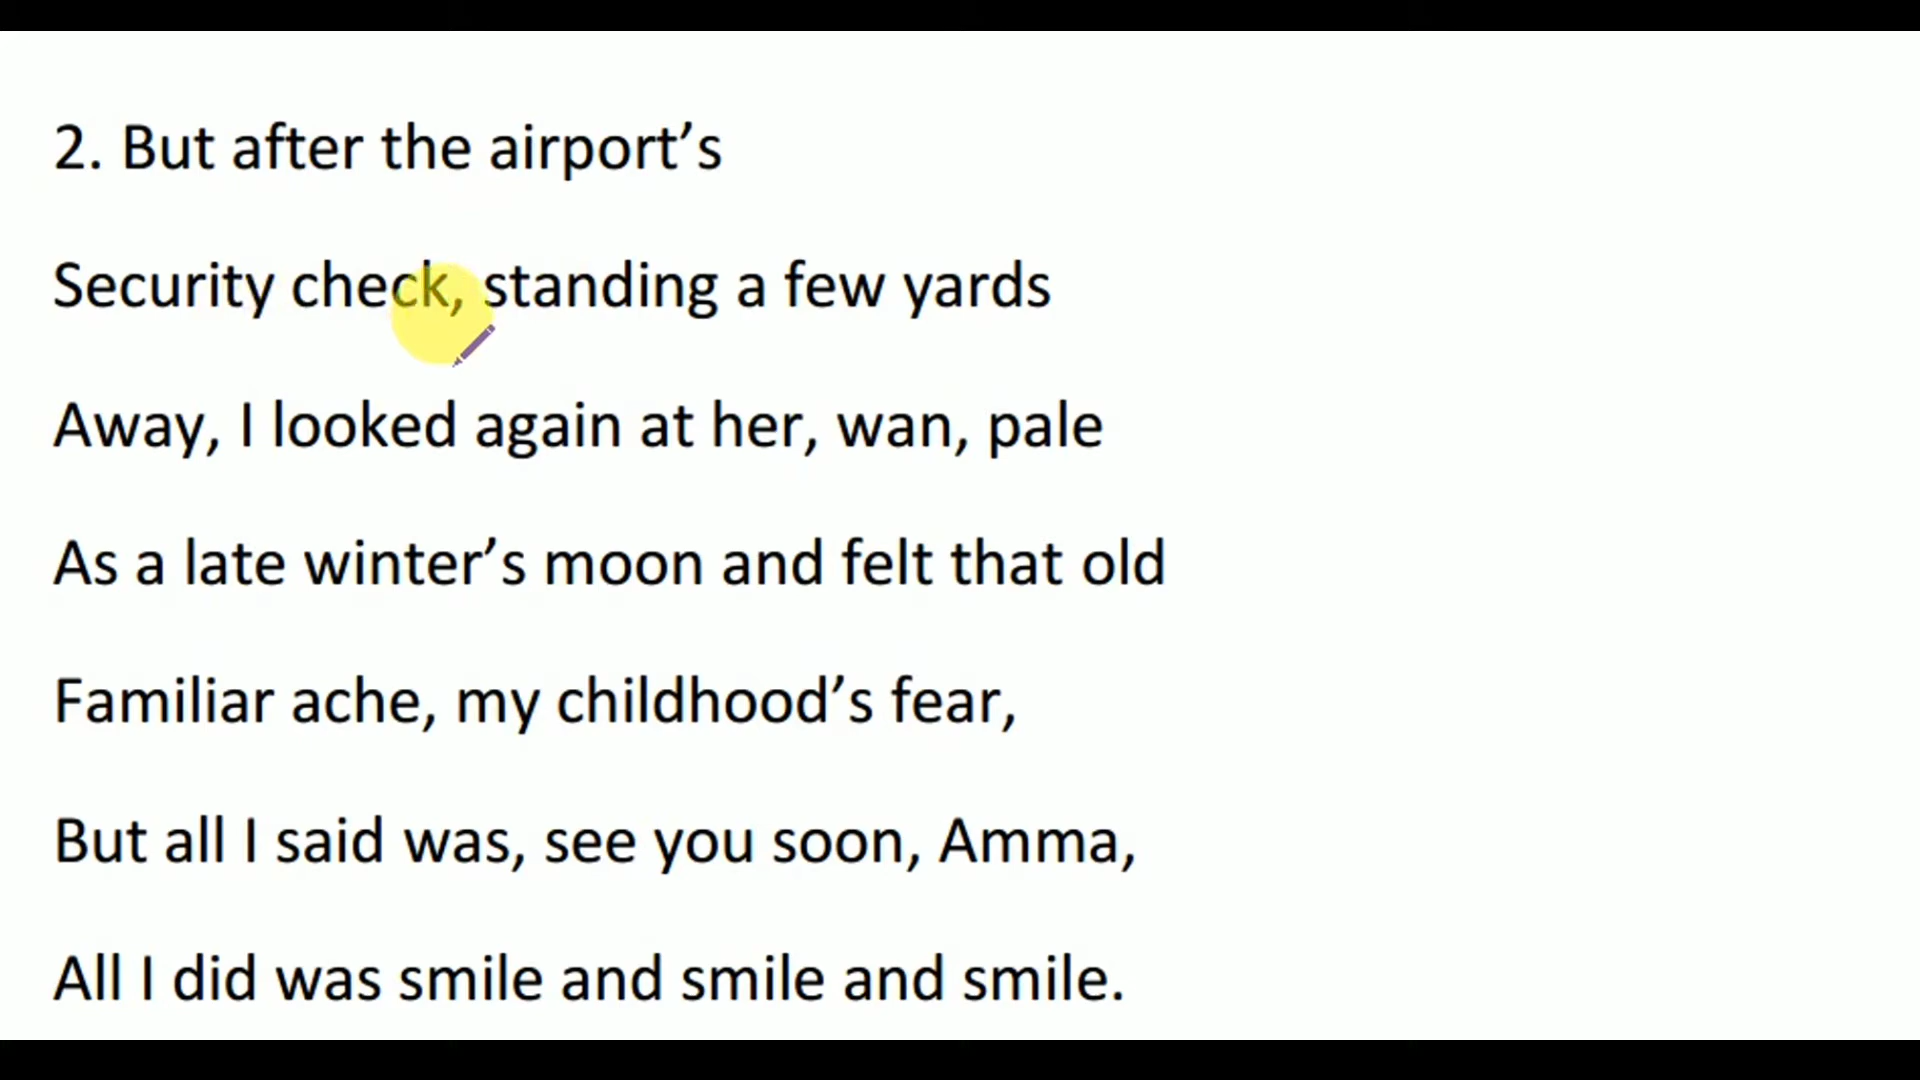 2. But after the airport’s
Security check, standing a few yards
Away, I looked again at her, wan, pale
As a late winter’s moon and felt that old
Familiar ache, my childhood’s fear,
But all I said was, see you soon, Amma,
All I did was smile and smile and smile.